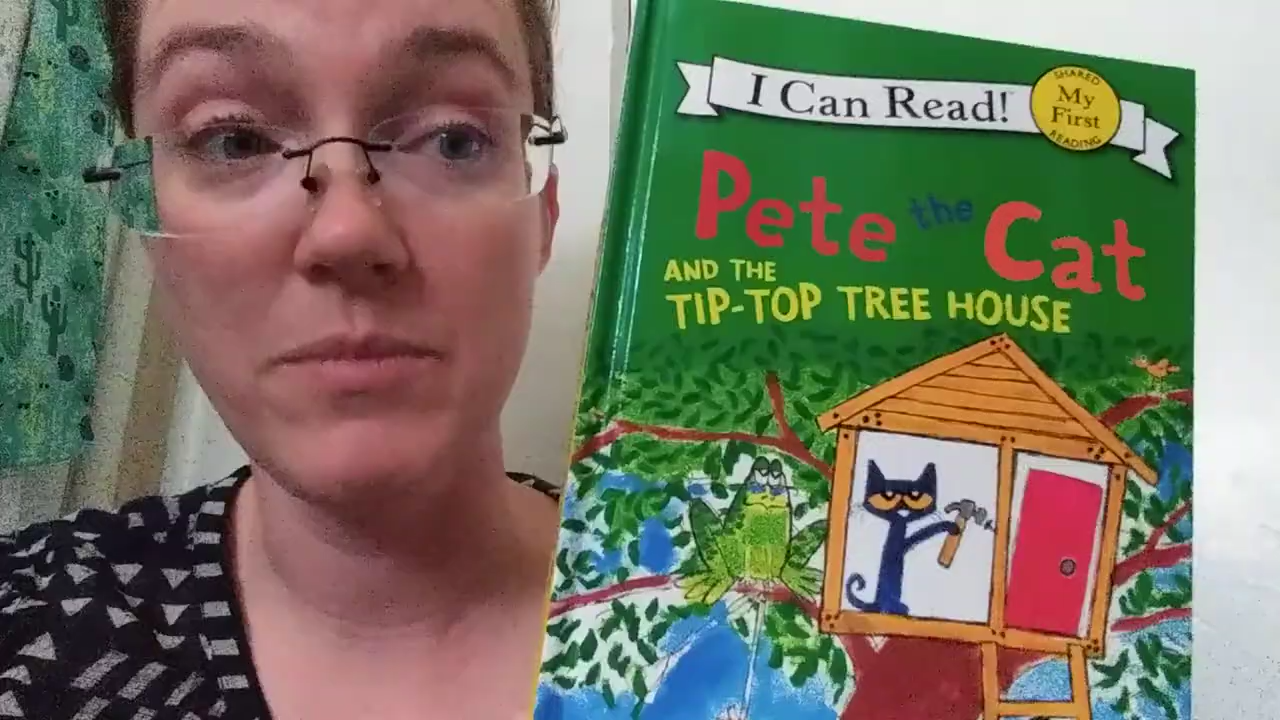 I Can Read!
SHARED
My
First
READING
Pete the Cat
AND THE
TIP-TOP TREE HOUSE